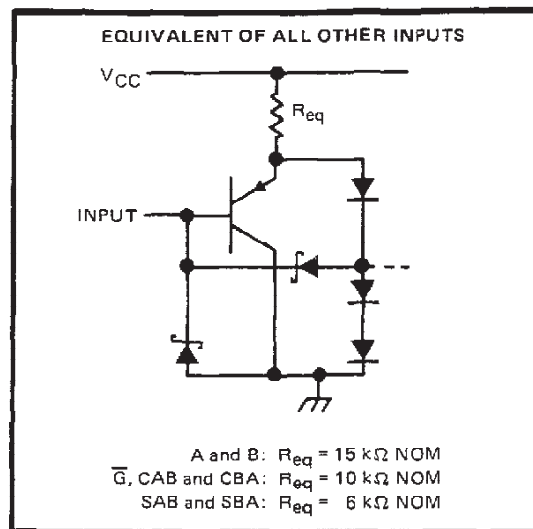 EQUIVALENT OF ALL OTHER INPUTS
VCC
Req
INPUT
A and B: Req = 15 kΩ NOM
G̅, CAB and CBA: Req = 10 kΩ NOM
SAB and SBA: Req = 6 kΩ NOM